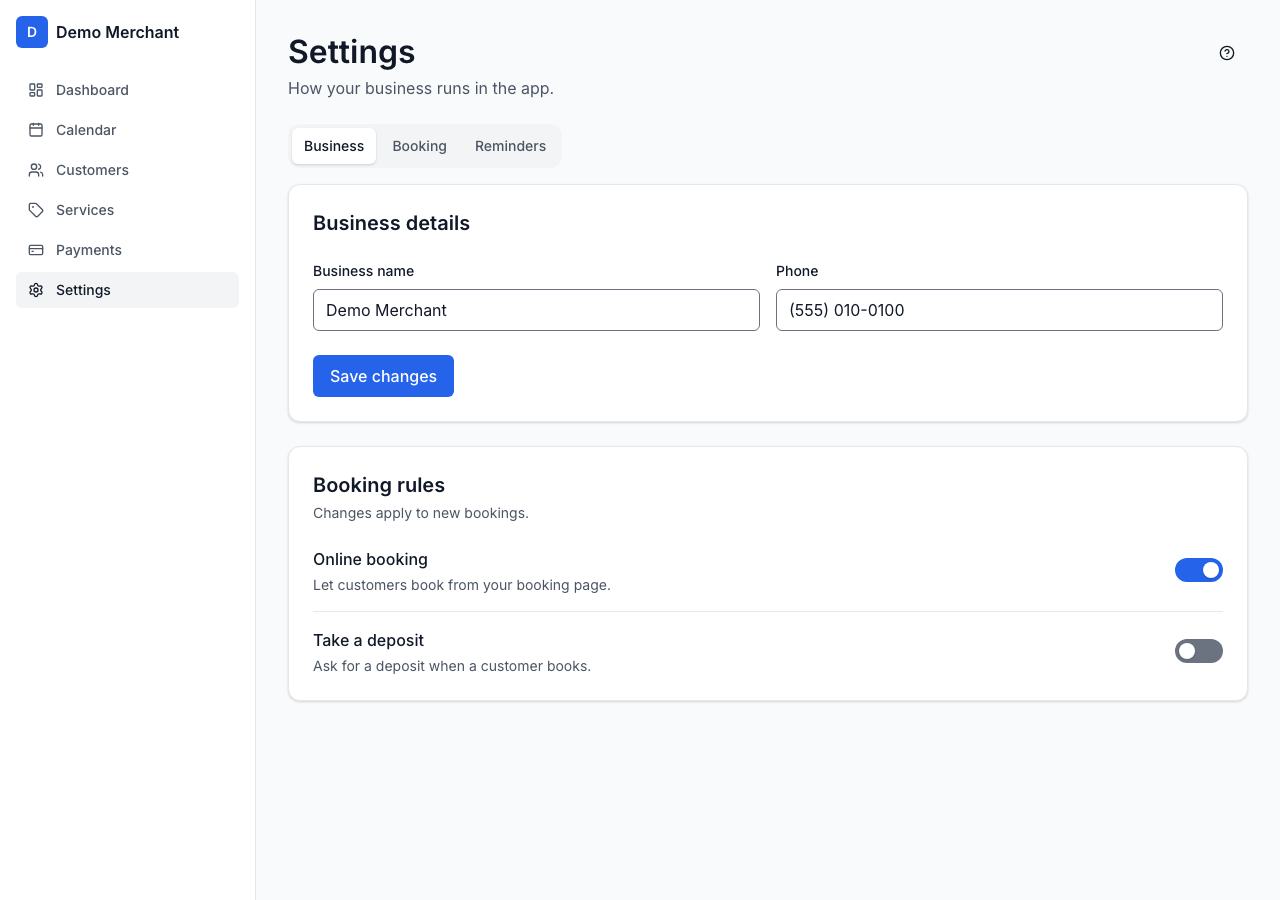 D
Demo Merchant
Dashboard
Calendar
Customers
Services
Payments
Settings
Settings
How your business runs in the app.
Business
Booking
Reminders
Business details
Business name
Phone
Demo Merchant
(555) 010-0100
Save changes
Booking rules
Changes apply to new bookings.
Online booking
Let customers book from your booking page.
Take a deposit
Ask for a deposit when a customer books.